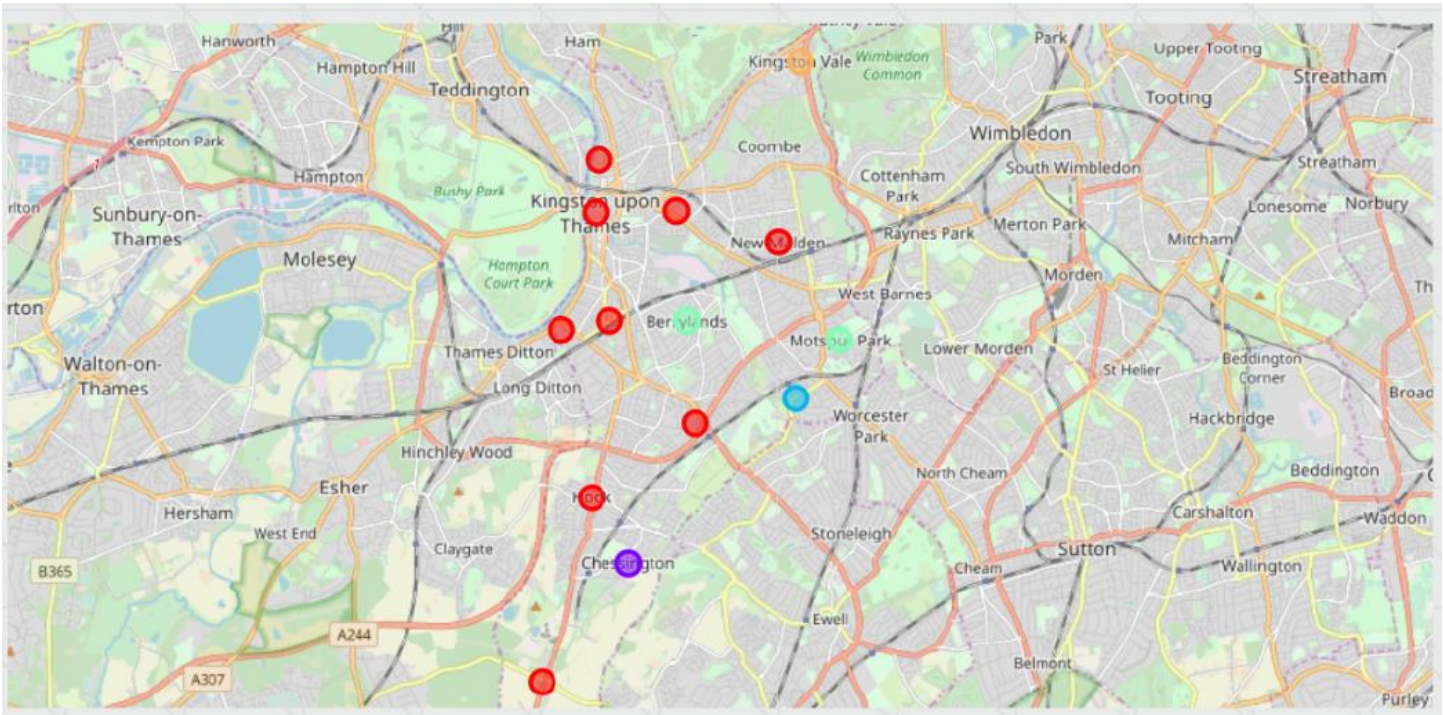 Hanworth
Hill
Ham
Kingston Vale
Wimbledon
Common
Park
Upper Tooting
Streatham
Hampton Hill
Teddington
Tooting
Kempton Park
Coombe
Wimbledon
Streatham
Hampton
Bushy Park
Cottenham
Park
South Wimbledon
Sunbury-on-
Thames
Kingston upon
Thames
Lonesome
Norbury
Molesey
New Malden
Raynes Park
Merton Park
Mitcham
Hampton
Court Park
Morden
West Barnes
Berrylands
Motspur Park
Lower Morden
Thames Ditton
Walton-on-
Thames
Long Ditton
St Helier
Beddington
Corner
Broad
Worcester
Park
Hackbridge
Hinchley Wood
Esher
Hook
North Cheam
Beddington
Hersham
West End
Claygate
Stoneleigh
Carshalton
Waddon
B365
Chessington
Sutton
Cheam
Wallington
A244
Ewell
A307
Belmont
Purley